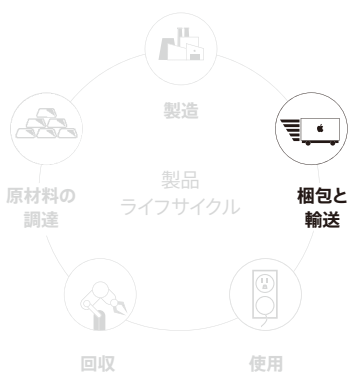 製造
原材料の
調達
製品
ライフサイクル
梱包と
輸送
回収
使用